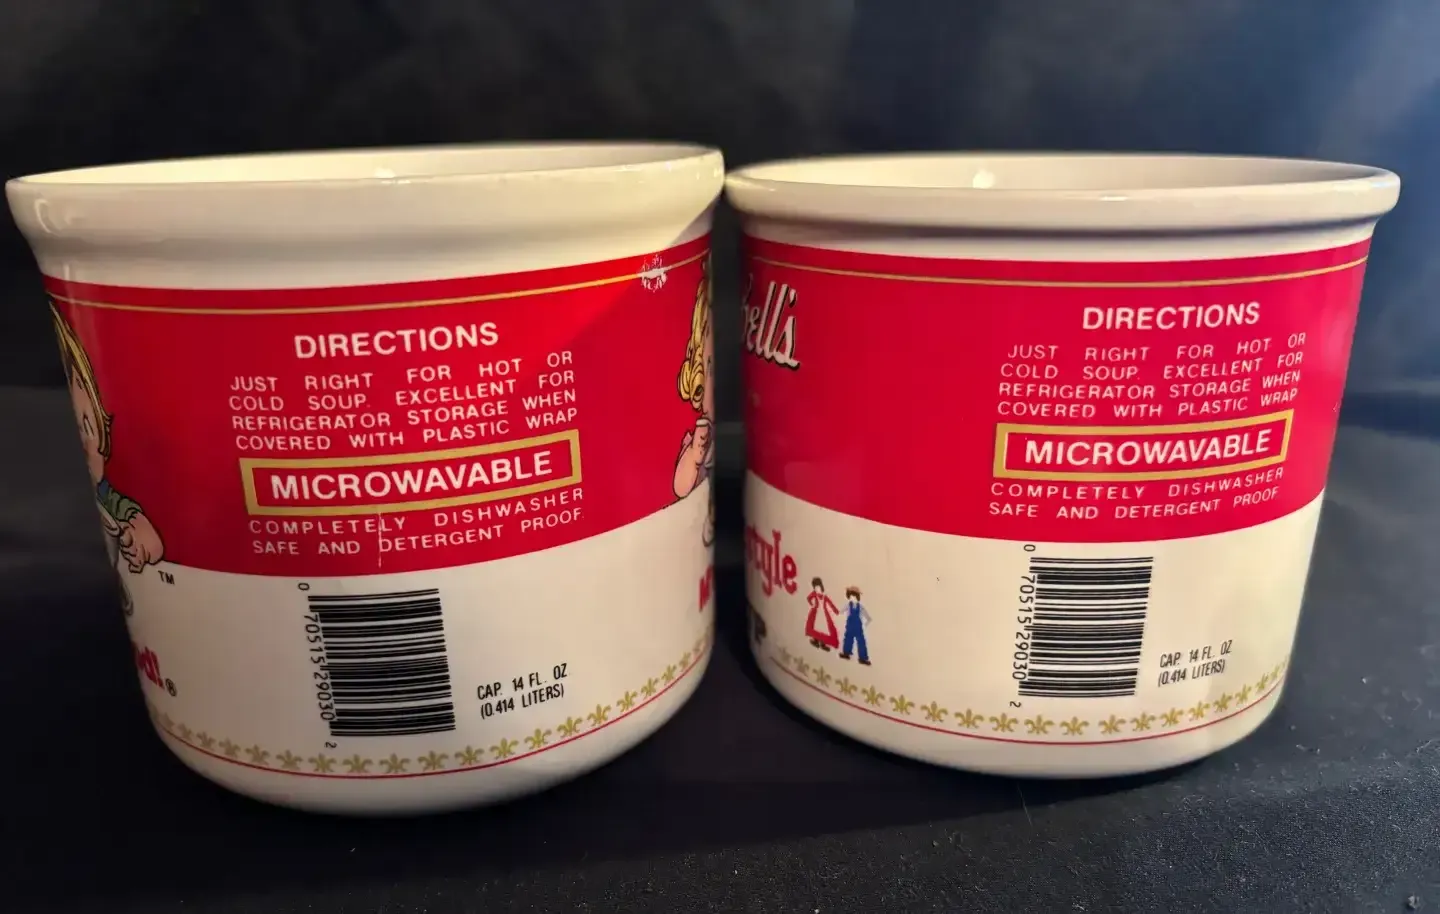 DIRECTIONS
JUST RIGHT FOR HOT OR
COLD SOUP. EXCELLENT FOR
REFRIGERATOR STORAGE WHEN
COVERED WITH PLASTIC WRAP
MICROWAVABLE
COMPLETELY DISHWASHER
SAFE AND DETERGENT PROOF.
TM
od!®
0 70515 29030 2
CAP. 14 FL. OZ
(0.414 LITERS)
M
bell's
DIRECTIONS
JUST RIGHT FOR HOT OR
COLD SOUP. EXCELLENT FOR
REFRIGERATOR STORAGE WHEN
COVERED WITH PLASTIC WRAP
MICROWAVABLE
COMPLETELY DISHWASHER
SAFE AND DETERGENT PROOF.
style
P
0 70515 29030 2
CAP. 14 FL. OZ
(0.414 LITERS)